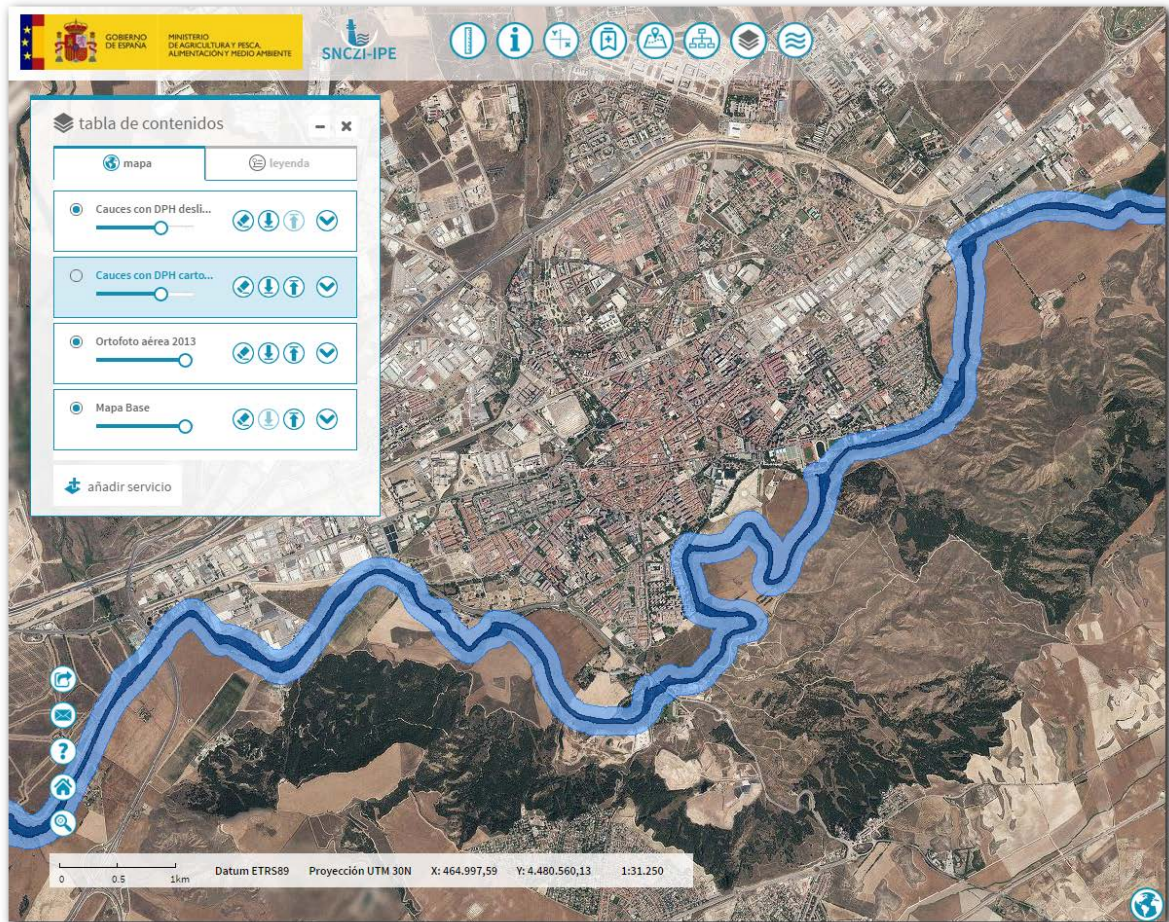 GOBIERNO
DE ESPAÑA
MINISTERIO
DE AGRICULTURA Y PESCA,
ALIMENTACIÓN Y MEDIO AMBIENTE
SNCZI-IPE
tabla de contenidos
mapa
leyenda
Cauces con DPH desli...
Cauces con DPH carto...
Ortofoto aérea 2013
Mapa Base
añadir servicio
0 0.5 1km
Datum ETRS89 Proyección UTM 30N X: 464.997,59 Y: 4.480.560,13 1:31.250